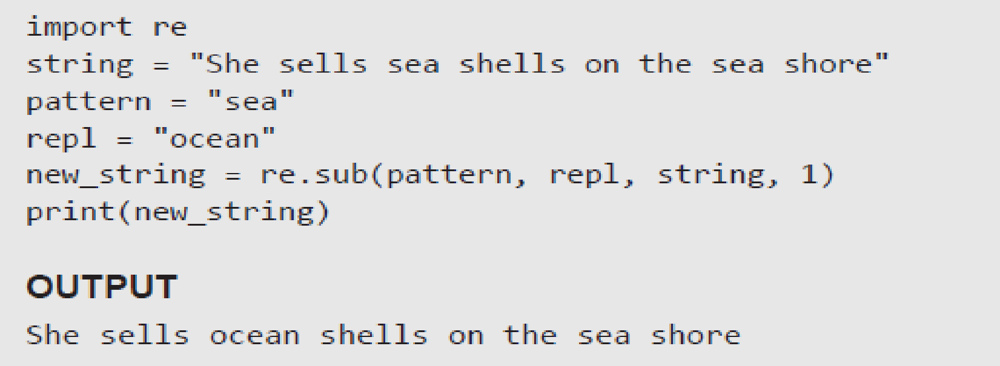 import re
string = "She sells sea shells on the sea shore"
pattern = "sea"
repl = "ocean"
new_string = re.sub(pattern, repl, string, 1)
print(new_string)
OUTPUT
She sells ocean shells on the sea shore